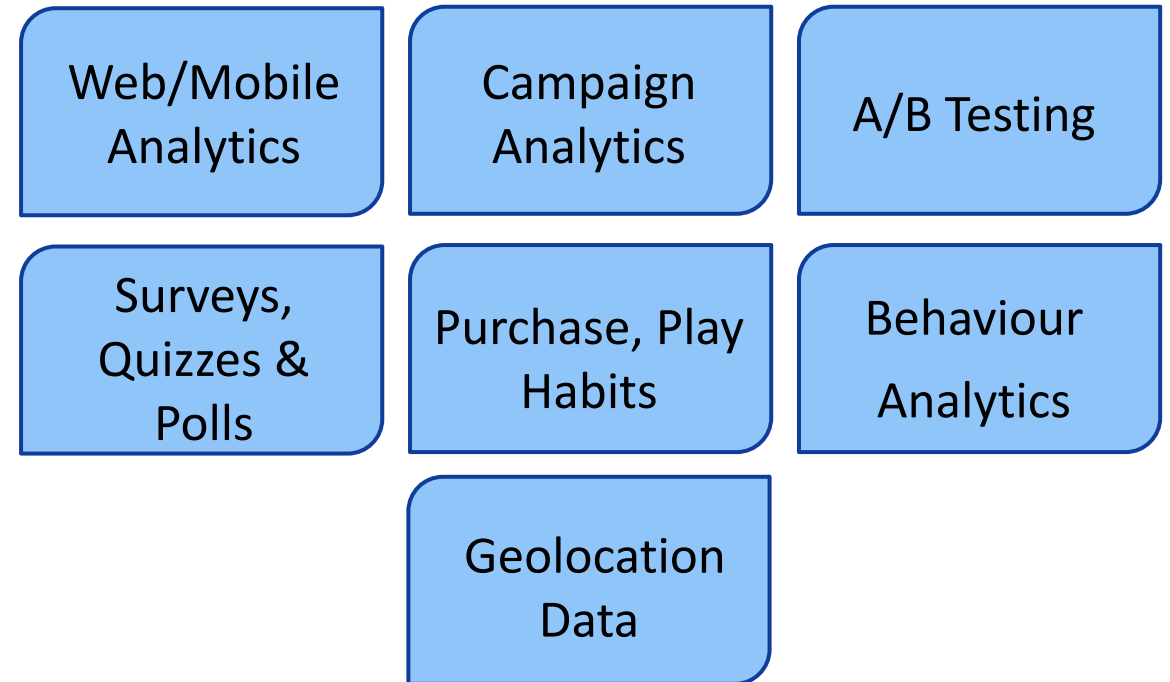 Web/Mobile
Analytics
Campaign
Analytics
A/B Testing
Surveys,
Quizzes &
Polls
Purchase, Play
Habits
Behaviour
Analytics
Geolocation
Data